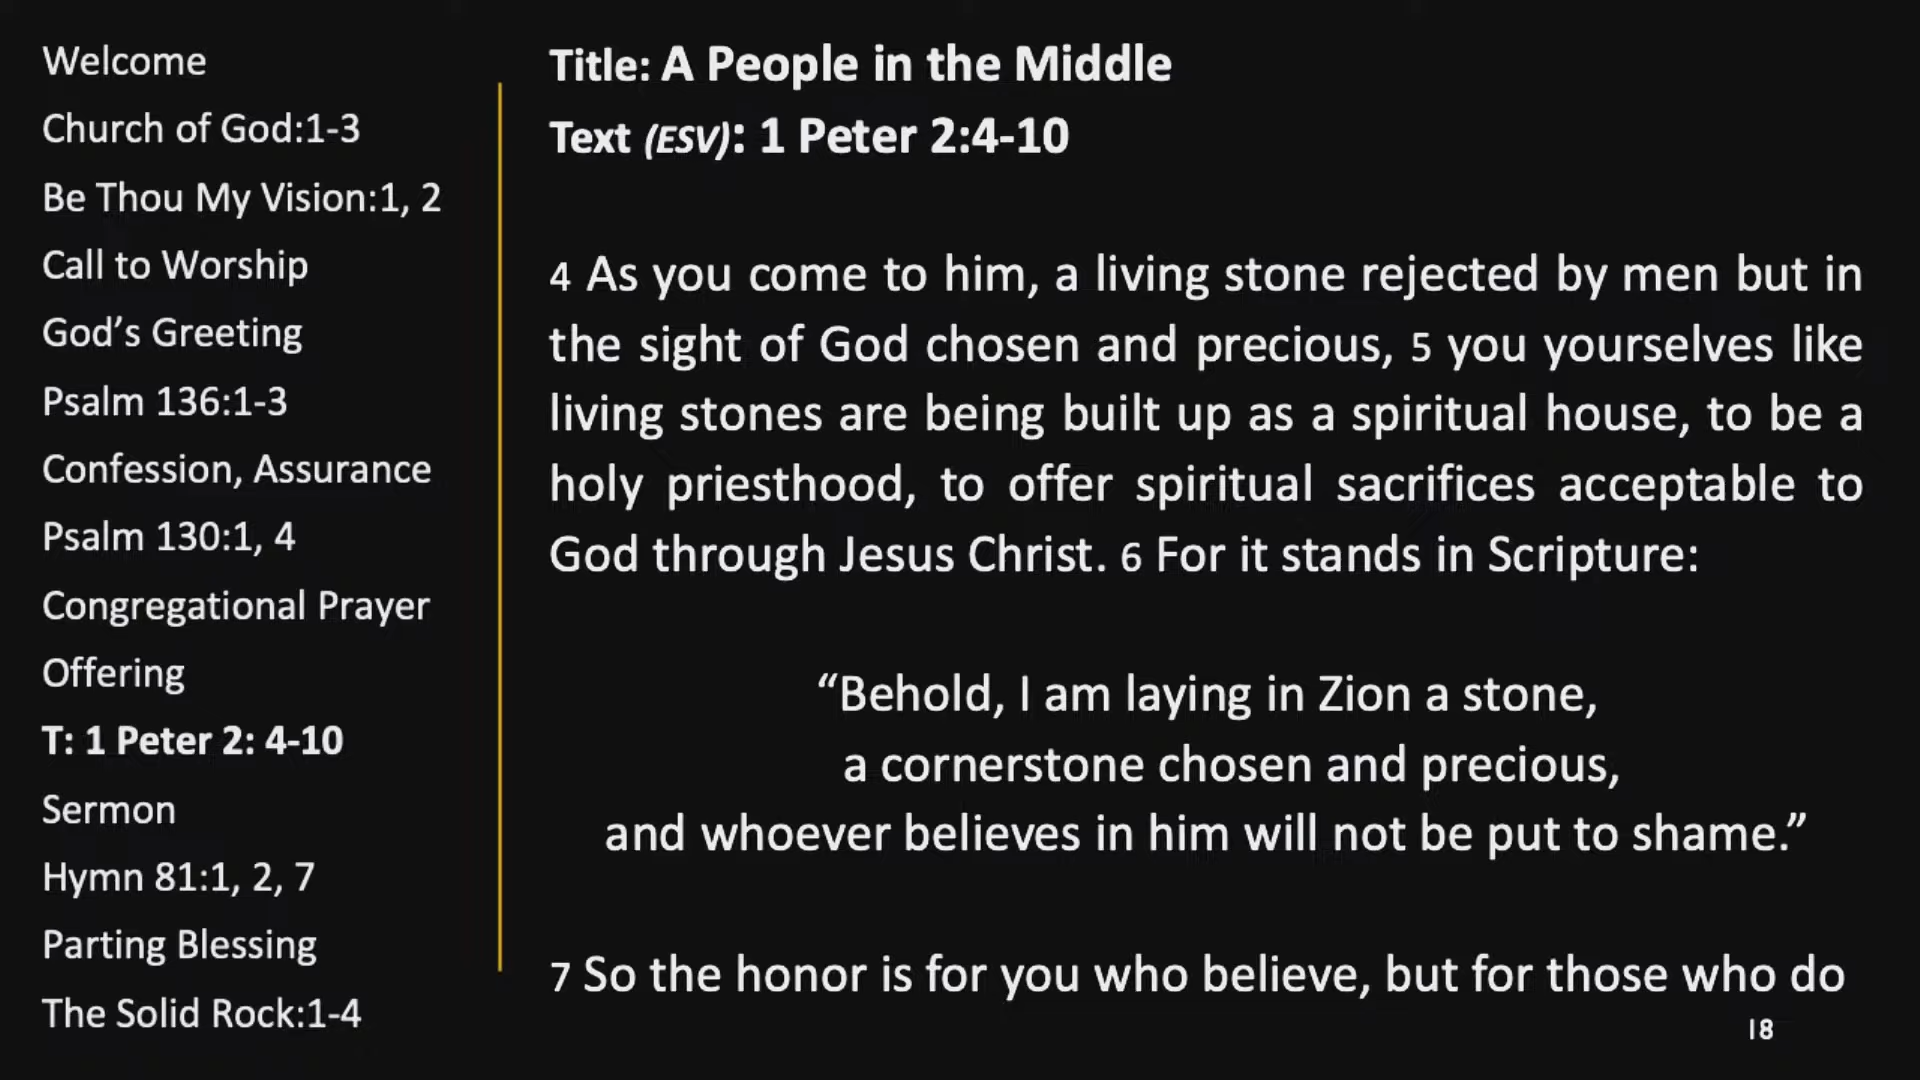 Welcome
Church of God:1-3
Be Thou My Vision:1, 2
Call to Worship
God’s Greeting
Psalm 136:1-3
Confession, Assurance
Psalm 130:1, 4
Congregational Prayer
Offering
T: 1 Peter 2: 4-10
Sermon
Hymn 81:1, 2, 7
Parting Blessing
The Solid Rock:1-4
Title: A People in the Middle
Text (ESV): 1 Peter 2:4-10
4 As you come to him, a living stone rejected by men but in
the sight of God chosen and precious, 5 you yourselves like
living stones are being built up as a spiritual house, to be a
holy priesthood, to offer spiritual sacrifices acceptable to
God through Jesus Christ. 6 For it stands in Scripture:
“Behold, I am laying in Zion a stone,
a cornerstone chosen and precious,
and whoever believes in him will not be put to shame.”
7 So the honor is for you who believe, but for those who do
18